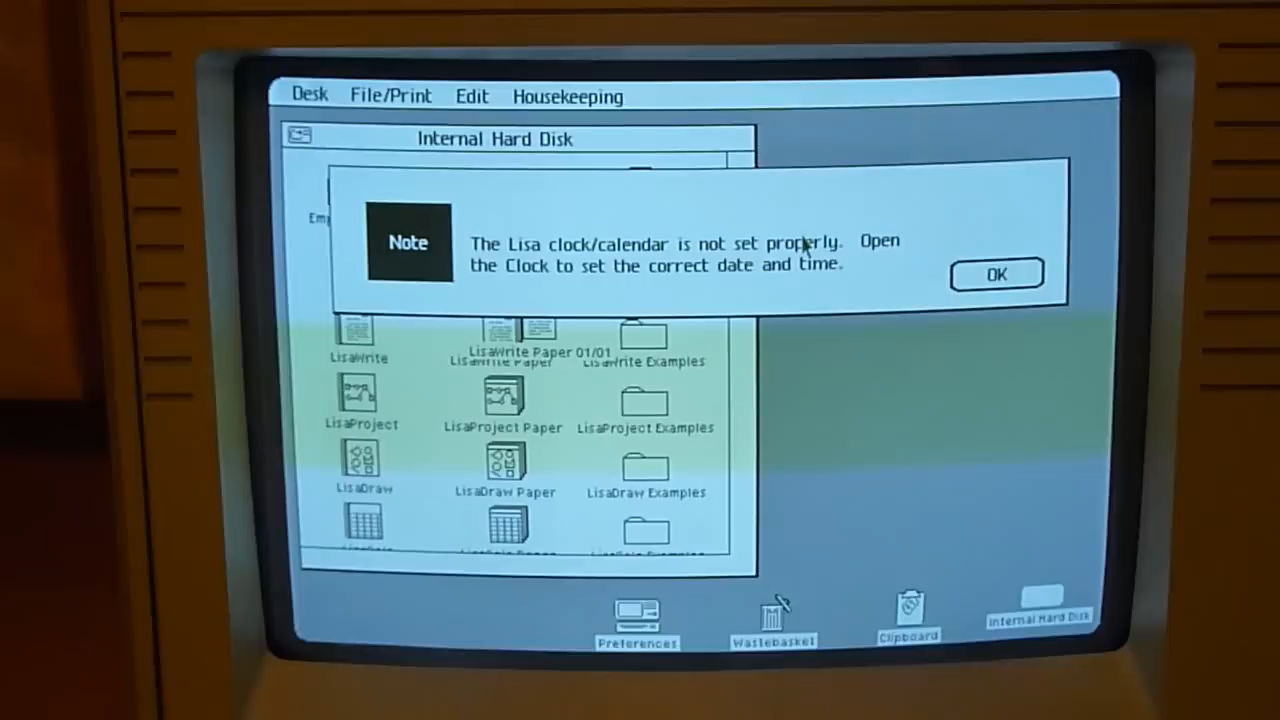 Desk File/Print Edit Housekeeping
Internal Hard Disk
Note
The Lisa clock/calendar is not set properly. Open
the Clock to set the correct date and time.
OK
LisaWrite Paper 01/01
LisaWrite LisaWrite Paper LisaWrite Examples
LisaProject LisaProject Paper LisaProject Examples
LisaDraw LisaDraw Paper LisaDraw Examples
Preferences Wastebasket Clipboard Internal Hard Disk